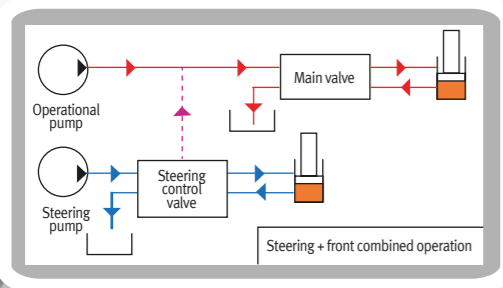 Operational
pump
Main valve
Steering
pump
Steering
control
valve
Steering + front combined operation